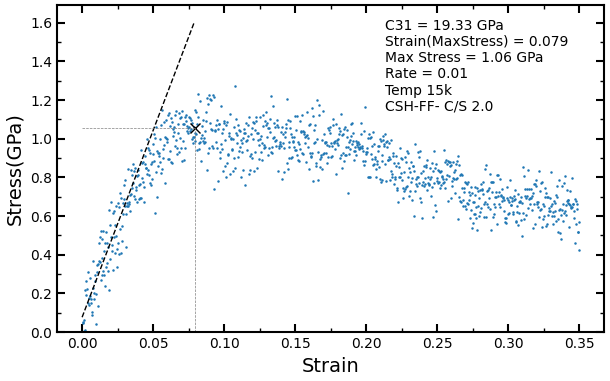 C31 = 19.33 GPa
Strain(MaxStress) = 0.079
Max Stress = 1.06 GPa
Rate = 0.01
Temp 15k
CSH-FF- C/S 2.0
Stress(GPa)
1.6
1.4
1.2
1.0
0.8
0.6
0.4
0.2
0.0
0.00 0.05 0.10 0.15 0.20 0.25 0.30 0.35
Strain